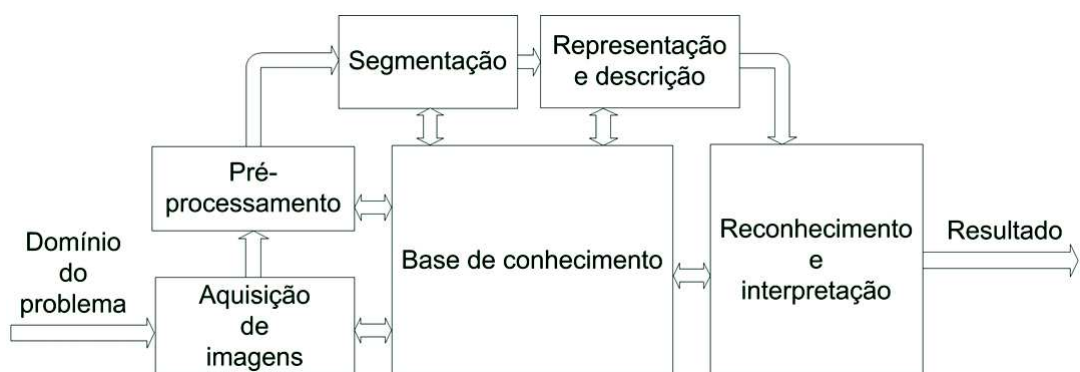 Domínio
do
problema
Aquisição
de
imagens
Pré-
processamento
Segmentação
Representação
e descrição
Base de conhecimento
Reconhecimento
e
interpretação
Resultado